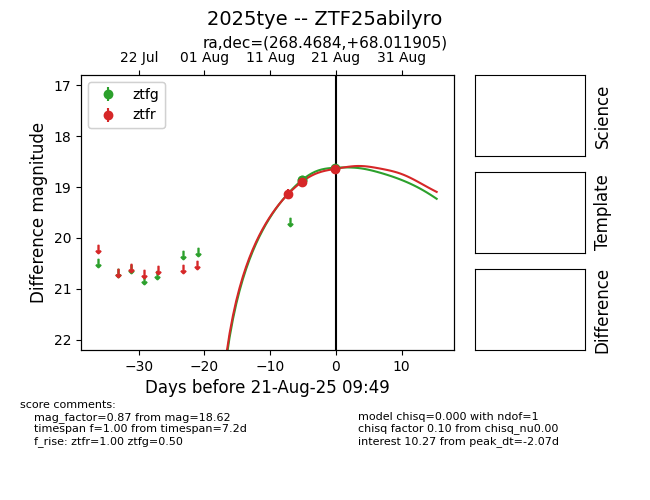 2025tye -- ZTF25abilyro
ra,dec=(268.4684,+68.011905)
22 Jul 01 Aug 11 Aug 21 Aug 31 Aug
ztfg
ztfr
17
18
19
20
21
22
Difference magnitude
−30 −20 −10 0 10
Days before 21-Aug-25 09:49
Science
Template
Difference
score comments:
mag_factor=0.87 from mag=18.62
timespan f=1.00 from timespan=7.2d
f_rise: ztfr=1.00 ztfg=0.50
model chisq=0.000 with ndof=1
chisq factor 0.10 from chisq_nu0.00
interest 10.27 from peak_dt=-2.07d